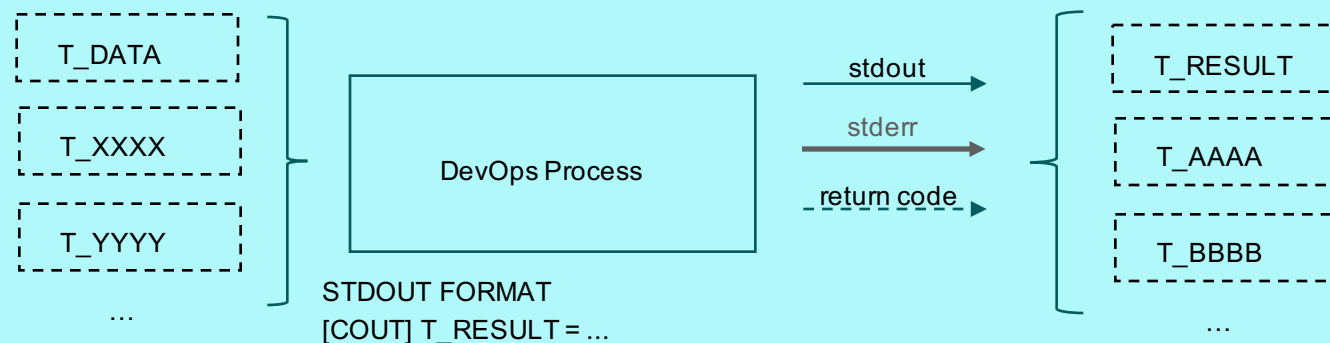 T_DATA
T_XXXX
T_YYYY
...
DevOps Process
STDOUT FORMAT
[COUT] T_RESULT = ...
stdout
stderr
return code
T_RESULT
T_AAAA
T_BBBB
...